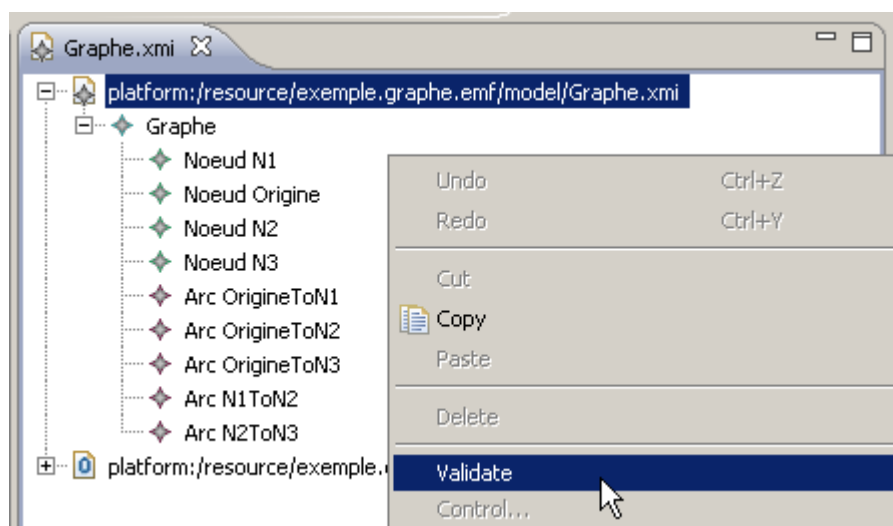 Graphe.xmi
platform:/resource/exemple.graphe.emf/model/Graphe.xmi
Graphe
Noeud N1
Noeud Origine
Noeud N2
Noeud N3
Arc OrigineToN1
Arc OrigineToN2
Arc OrigineToN3
Arc N1ToN2
Arc N2ToN3
platform:/resource/exemple.
Undo Ctrl+Z
Redo Ctrl+Y
Cut
Copy
Paste
Delete
Validate
Control...